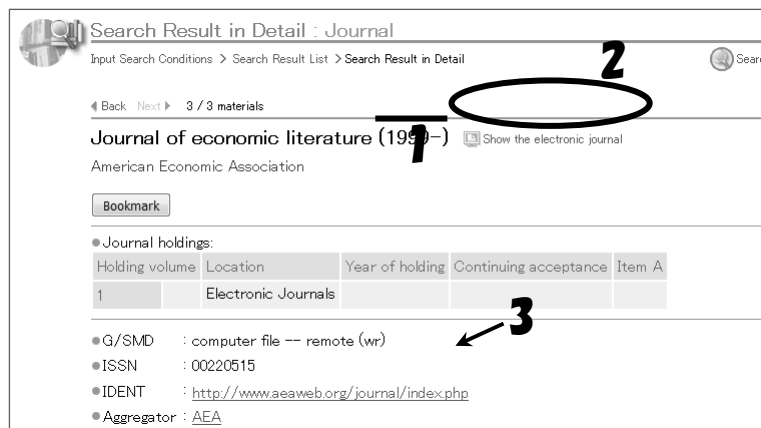 Search Result in Detail : Journal
Input Search Conditions > Search Result List > Search Result in Detail
2
Sear
Back Next 3 / 3 materials
Journal of economic literature (1999-) Show the electronic journal
1
American Economic Association
Bookmark
Journal holdings:
Holding volume Location Year of holding Continuing acceptance Item A
1 Electronic Journals
3
G/SMD : computer file -- remote (wr)
ISSN : 00220515
IDENT : http://www.aeaweb.org/journal/index.php
Aggregator : AEA